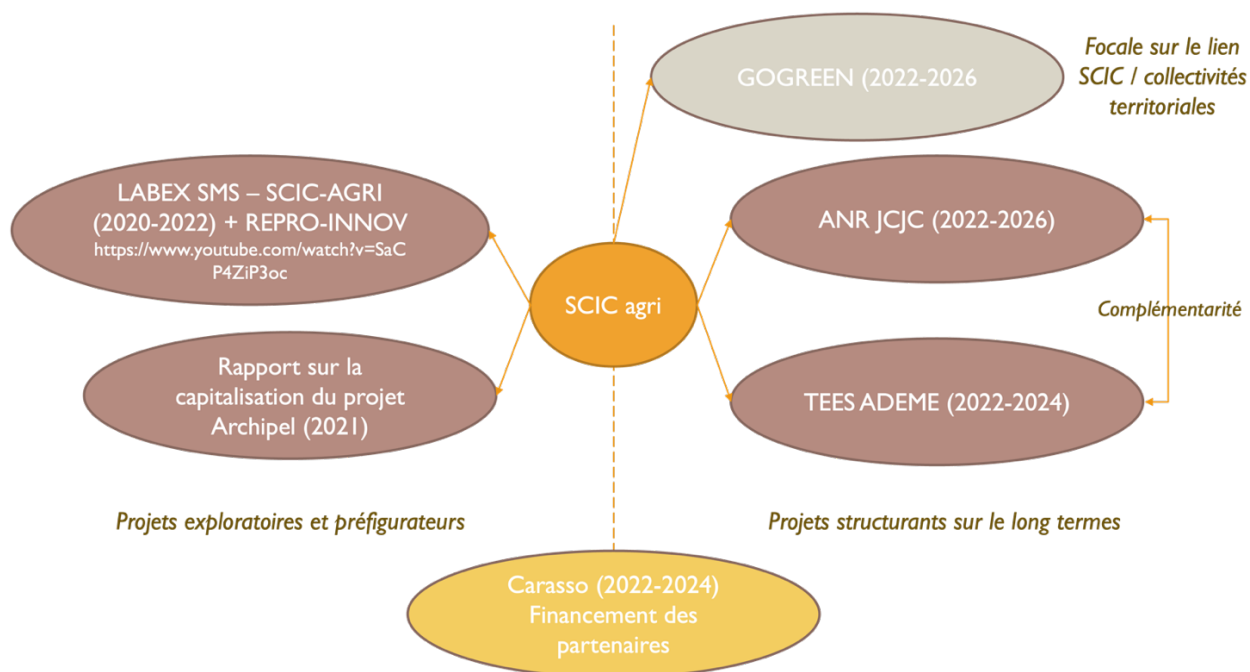 GOGREEN (2022-2026
Focale sur le lien
SCIC / collectivités
territoriales
LABEX SMS – SCIC-AGRI
(2020-2022) + REPRO-INNOV
https://www.youtube.com/watch?v=SaC
P4ZiP3oc
ANR JCJC (2022-2026)
SCIC agri
Complémentarité
Rapport sur la
capitalisation du projet
Archipel (2021)
TEES ADEME (2022-2024)
Projets exploratoires et préfigurateurs
Projets structurants sur le long termes
Carasso (2022-2024)
Financement des
partenaires